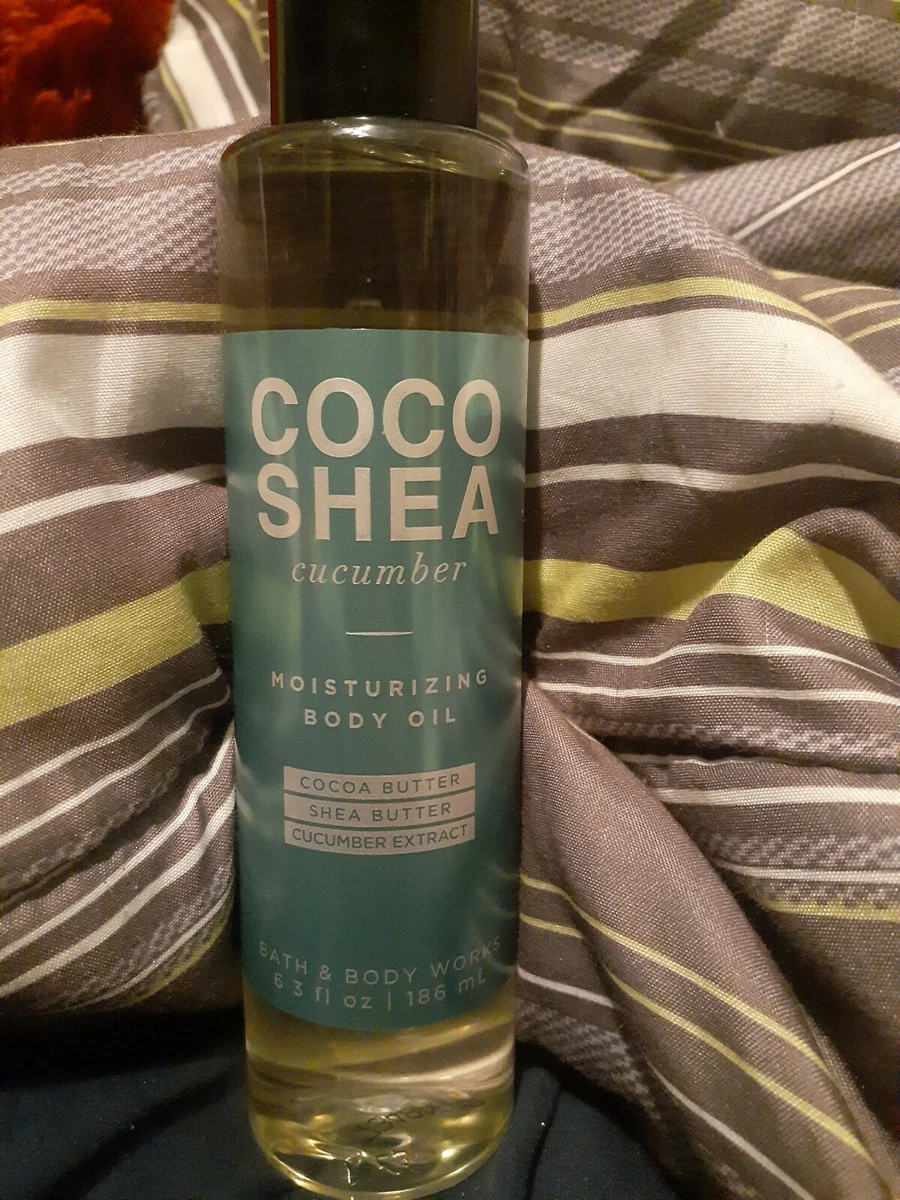 COCO
SHEA
cucumber
MOISTURIZING
BODY OIL
COCOA BUTTER
SHEA BUTTER
CUCUMBER EXTRACT
BATH & BODY WORKS
6 3 fl oz | 186 mL